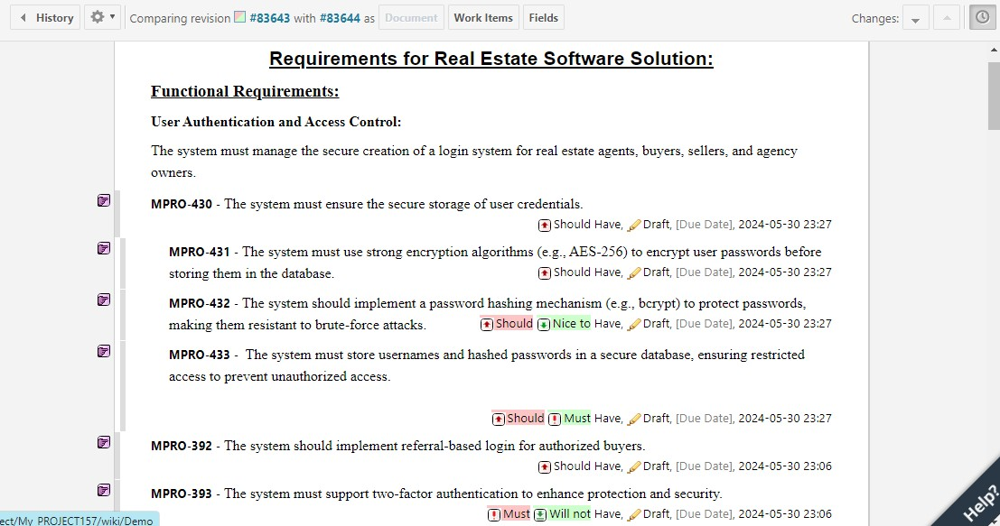 History Comparing revision #83643 with #83644 as Document Work Items Fields Changes:
Requirements for Real Estate Software Solution:
Functional Requirements:
User Authentication and Access Control:
The system must manage the secure creation of a login system for real estate agents, buyers, sellers, and agency
owners.
MPRO-430 - The system must ensure the secure storage of user credentials.
Should Have, Draft, [Due Date], 2024-05-30 23:27
MPRO-431 - The system must use strong encryption algorithms (e.g., AES-256) to encrypt user passwords before
storing them in the database. Should Have, Draft, [Due Date], 2024-05-30 23:27
MPRO-432 - The system should implement a password hashing mechanism (e.g., bcrypt) to protect passwords,
making them resistant to brute-force attacks. Should Nice to Have, Draft, [Due Date], 2024-05-30 23:27
MPRO-433 - The system must store usernames and hashed passwords in a secure database, ensuring restricted
access to prevent unauthorized access.
Should Must Have, Draft, [Due Date], 2024-05-30 23:27
MPRO-392 - The system should implement referral-based login for authorized buyers.
Should Have, Draft, [Due Date], 2024-05-30 23:06
MPRO-393 - The system must support two-factor authentication to enhance protection and security.
Must Will not Have, Draft, [Due Date], 2024-05-30 23:06
Help?
ect/My_PROJECT157/wiki/Demo